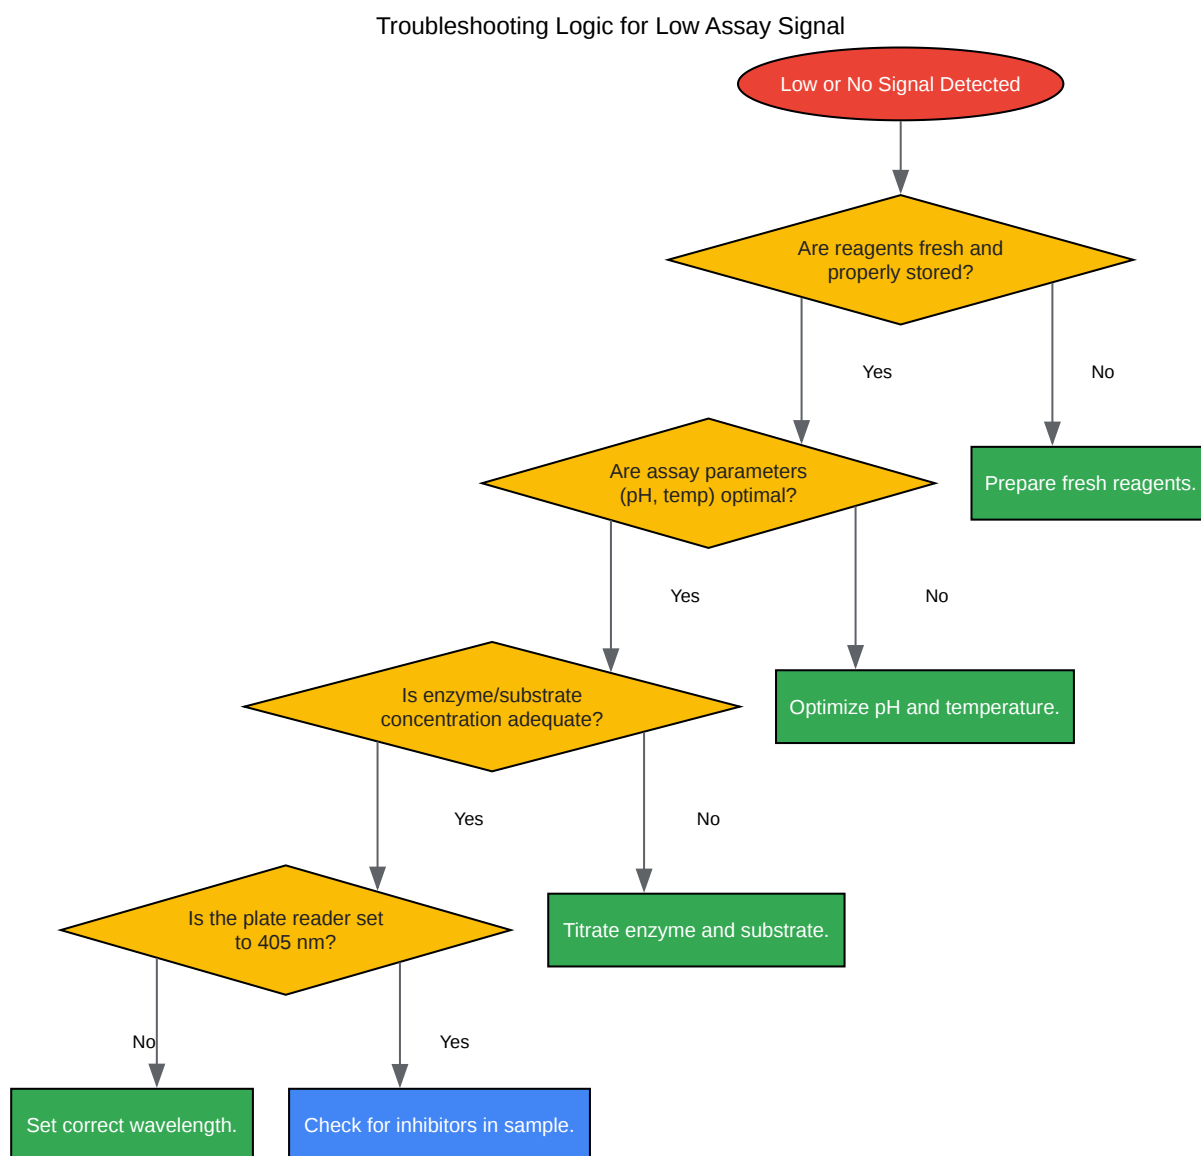 Troubleshooting Logic for Low Assay Signal
Low or No Signal Detected
Are reagents fresh and
properly stored?
Yes
No
Are assay parameters
(pH, temp) optimal?
Prepare fresh reagents.
Yes
No
Is enzyme/substrate
concentration adequate?
Optimize pH and temperature.
Yes
No
Is the plate reader set
to 405 nm?
Titrate enzyme and substrate.
No
Yes
Set correct wavelength.
Check for inhibitors in sample.